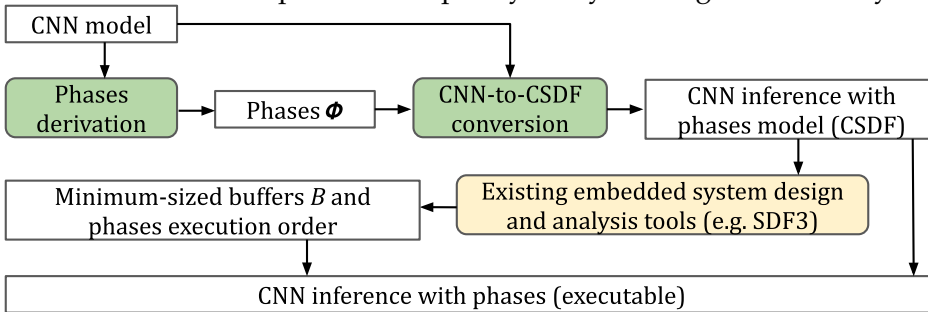 CNN model
Phases
derivation
Phases Φ
CNN-to-CSDF
conversion
CNN inference with
phases model (CSDF)
Minimum-sized buffers B and
phases execution order
Existing embedded system design
and analysis tools (e.g. SDF3)
CNN inference with phases (executable)